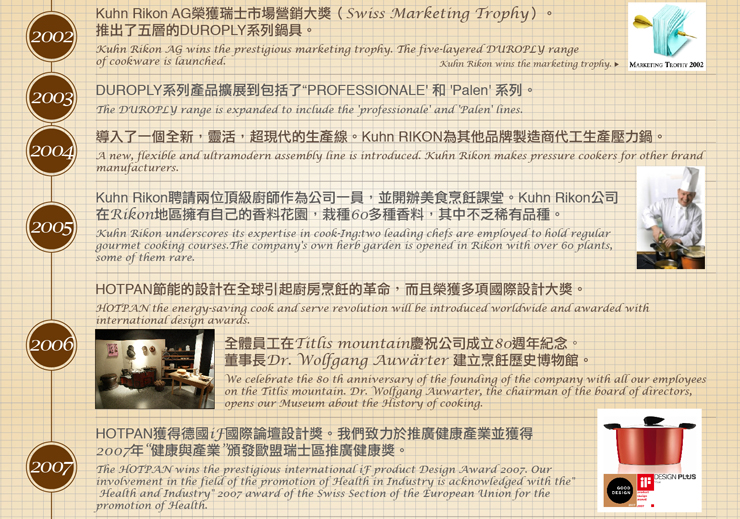 2002
Kuhn Rikon AG榮獲瑞士市場營銷大獎（Swiss Marketing Trophy）。
推出了五層的DUROPLY系列鍋具。
Kuhn Rikon AG wins the prestigious marketing trophy. The five-layered DUROPLY range
of cookware is launched.
Kuhn Rikon wins the marketing trophy.
MARKETING TROPHY 2002
2003
DUROPLY系列產品擴展到包括了“PROFESSIONALE' 和 'Palen' 系列。
The DUROPLY range is expanded to include the 'professionale' and 'Palen' lines.
2004
導入了一個全新，靈活，超現代的生產線。Kuhn RIKON為其他品牌製造商代工生產壓力鍋。
A new, flexible and ultramodern assembly line is introduced. Kuhn Rikon makes pressure cookers for other brand
manufacturers.
2005
Kuhn Rikon聘請兩位頂級廚師作為公司一員，並開辦美食烹飪課堂。Kuhn Rikon公司
在Rikon地區擁有自己的香料花園，栽種60多種香料，其中不乏稀有品種。
Kuhn Rikon underscores its expertise in cook-Ing:two leading chefs are employed to hold regular
gourmet cooking courses.The company's own herb garden is opened in Rikon with over 60 plants,
some of them rare.
HOTPAN節能的設計在全球引起廚房烹飪的革命，而且榮獲多項國際設計大獎。
HOTPAN the energy-saving cook and serve revolution will be introduced worldwide and awarded with
international design awards.
2006
全體員工在Titlis mountain慶祝公司成立80週年紀念。
董事長Dr. Wolfgang Auwärter 建立烹飪歷史博物館。
We celebrate the 80 th anniversary of the founding of the company with all our employees
on the Titlis mountain. Dr. Wolfgang Auwarter, the chairman of the board of directors,
opens our Museum about the History of cooking.
2007
HOTPAN獲得德國iF國際論壇設計獎。我們致力於推廣健康產業並獲得
2007年“健康與產業”頒發歐盟瑞士區推廣健康獎。
The HOTPAN wins the prestigious international iF product Design Award 2007. Our
involvement in the field of the promotion of Health in Industry is acknowledged with the"
Health and Industry" 2007 award of the Swiss Section of the European Union for the
promotion of Health.
GOOD
DESIGN
iF
DESIGN PLUS